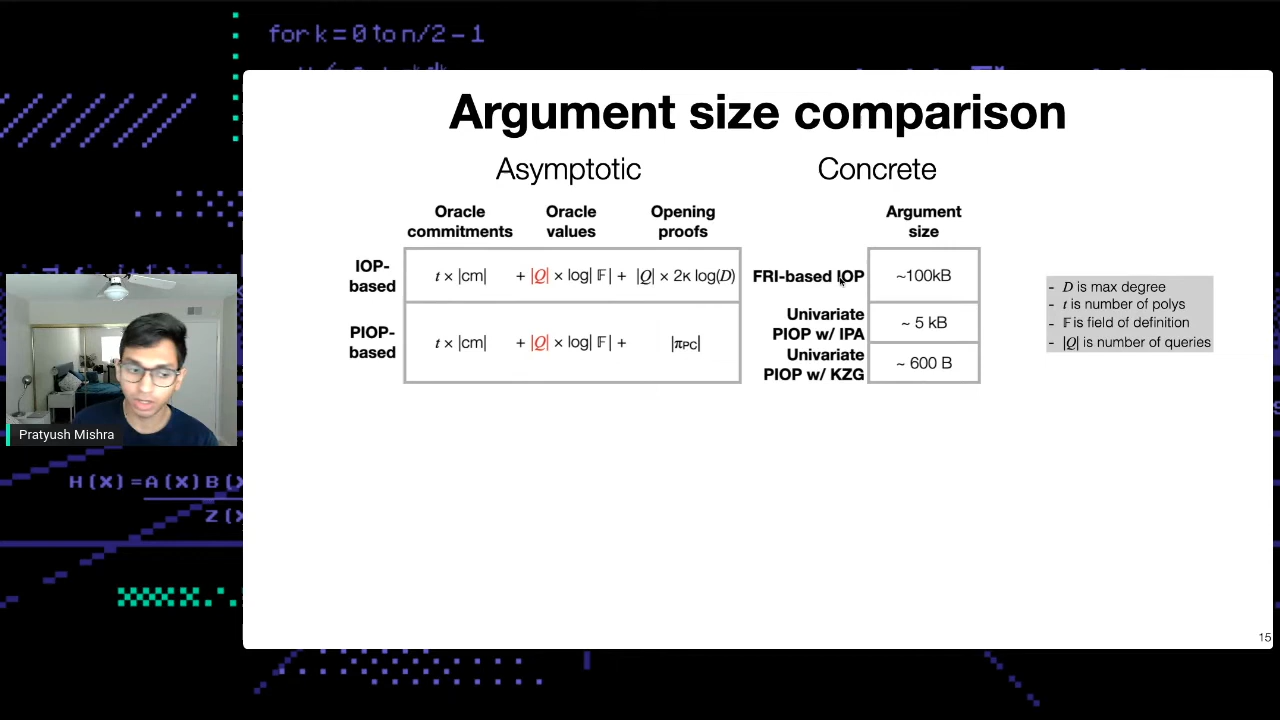 for k = 0 to n/2 - 1
Argument size comparison
Asymptotic
Concrete
Oracle commitments
Oracle values
Opening proofs
Argument size
IOP-based
t × |cm| + |Q| × log| 𝔽 | + |Q| × 2κ log(D)
PIOP-based
t × |cm| + |Q| × log| 𝔽 | + |πPC|
FRI-based IOP
~100kB
Univariate PIOP w/ IPA
~ 5 kB
Univariate PIOP w/ KZG
~ 600 B
- D is max degree
- t is number of polys
- 𝔽 is field of definition
- |Q| is number of queries
Pratyush Mishra
H(X) = A(X)B(X
Z(X
15